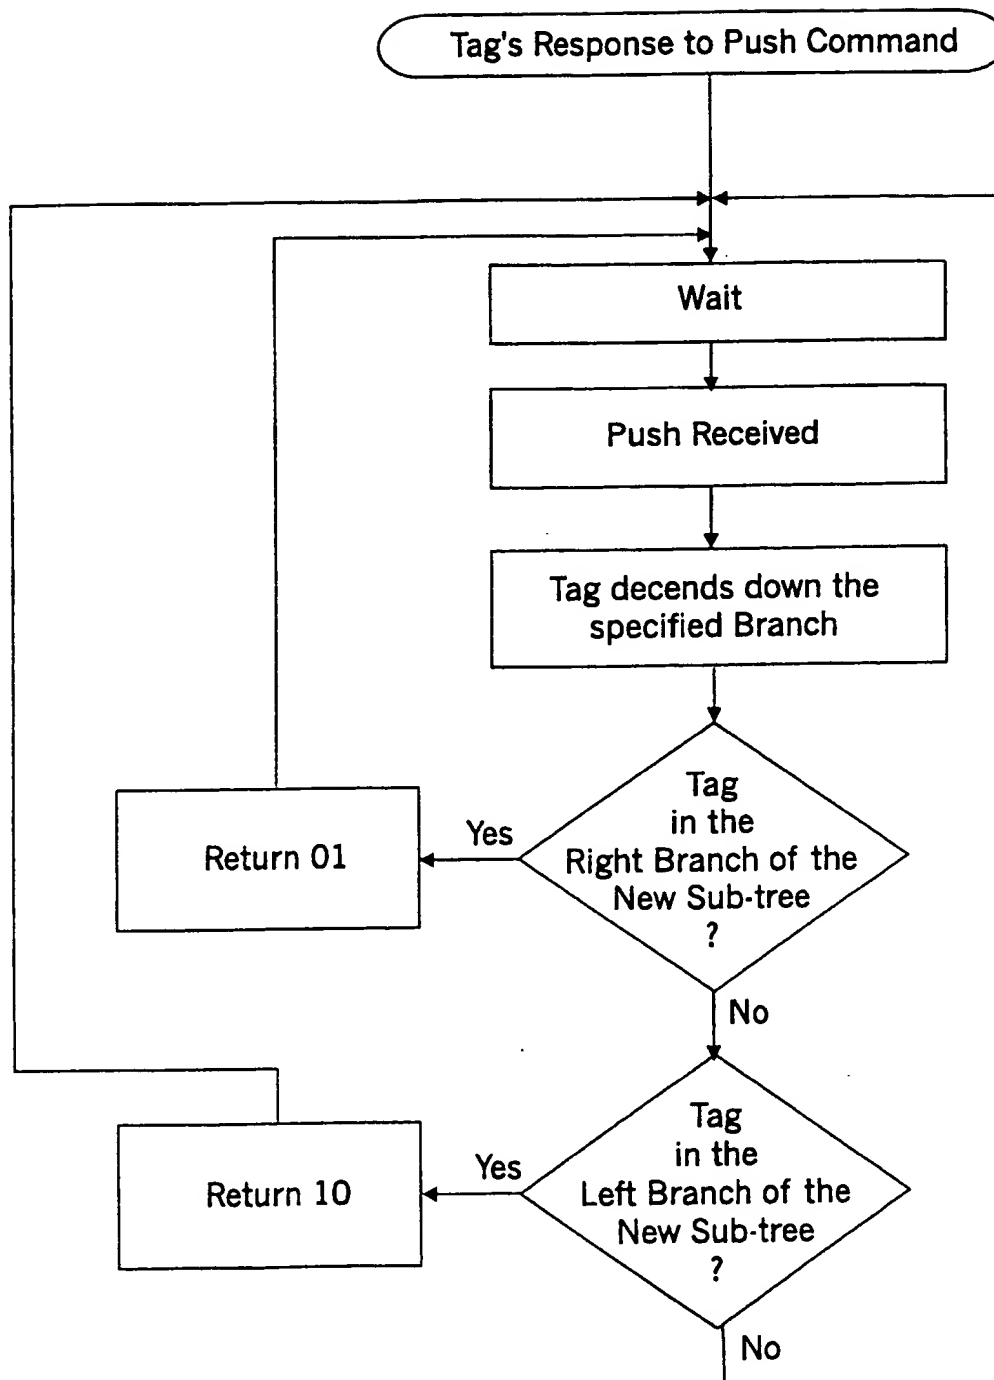 Tag's Response to Push Command
Wait
Push Received
Tag decends down the
specified Branch
Tag
in the
Right Branch of the
New Sub-tree
?
Yes
Return 01
No
Tag
in the
Left Branch of the
New Sub-tree
?
Yes
Return 10
No